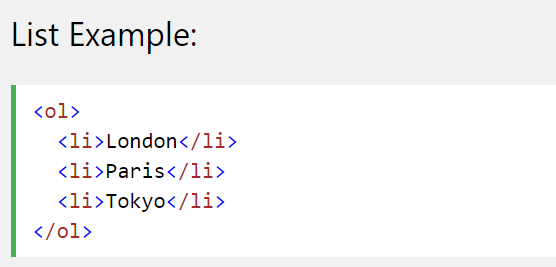 List Example:
<ol>
  <li>London</li>
  <li>Paris</li>
  <li>Tokyo</li>
</ol>